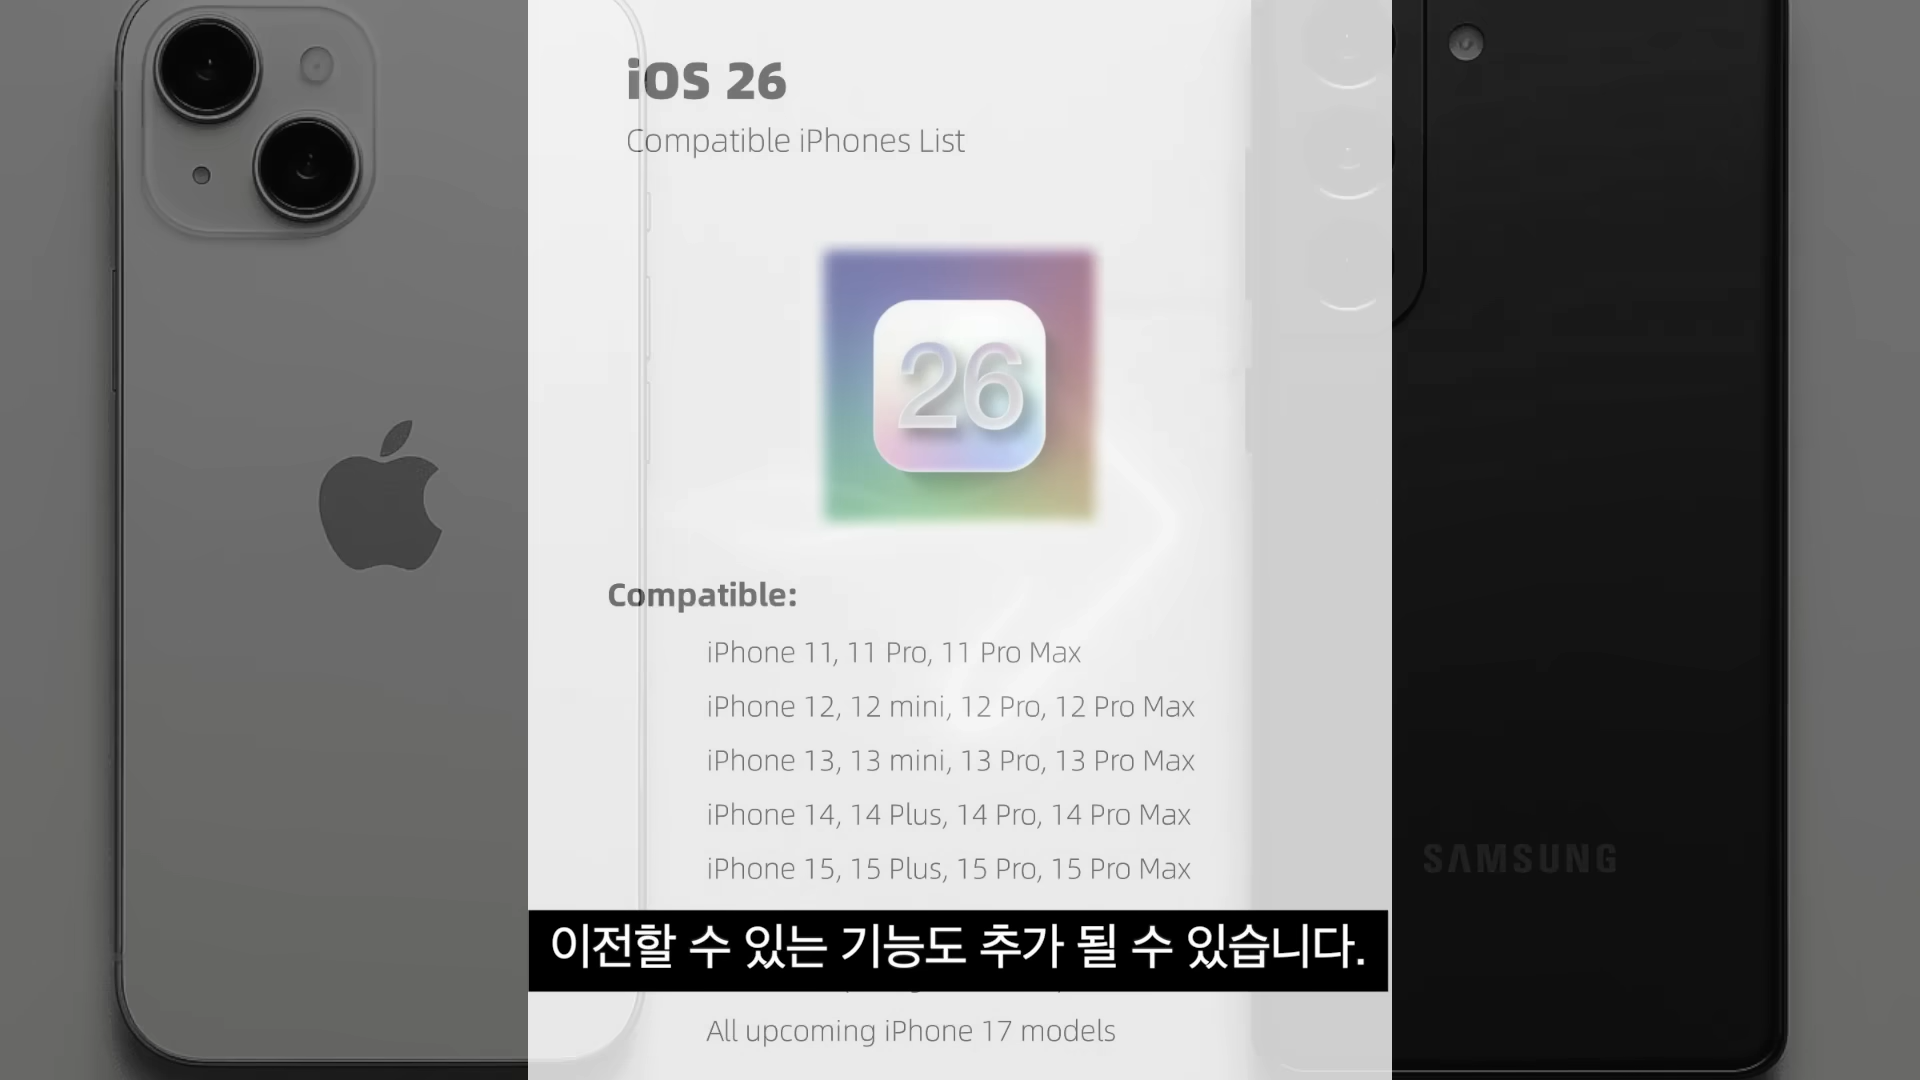 iOS 26
Compatible iPhones List
26
Compatible:
iPhone 11, 11 Pro, 11 Pro Max
iPhone 12, 12 mini, 12 Pro, 12 Pro Max
iPhone 13, 13 mini, 13 Pro, 13 Pro Max
iPhone 14, 14 Plus, 14 Pro, 14 Pro Max
iPhone 15, 15 Plus, 15 Pro, 15 Pro Max
SAMSUNG
이전할 수 있는 기능도 추가 될 수 있습니다.
All upcoming iPhone 17 models